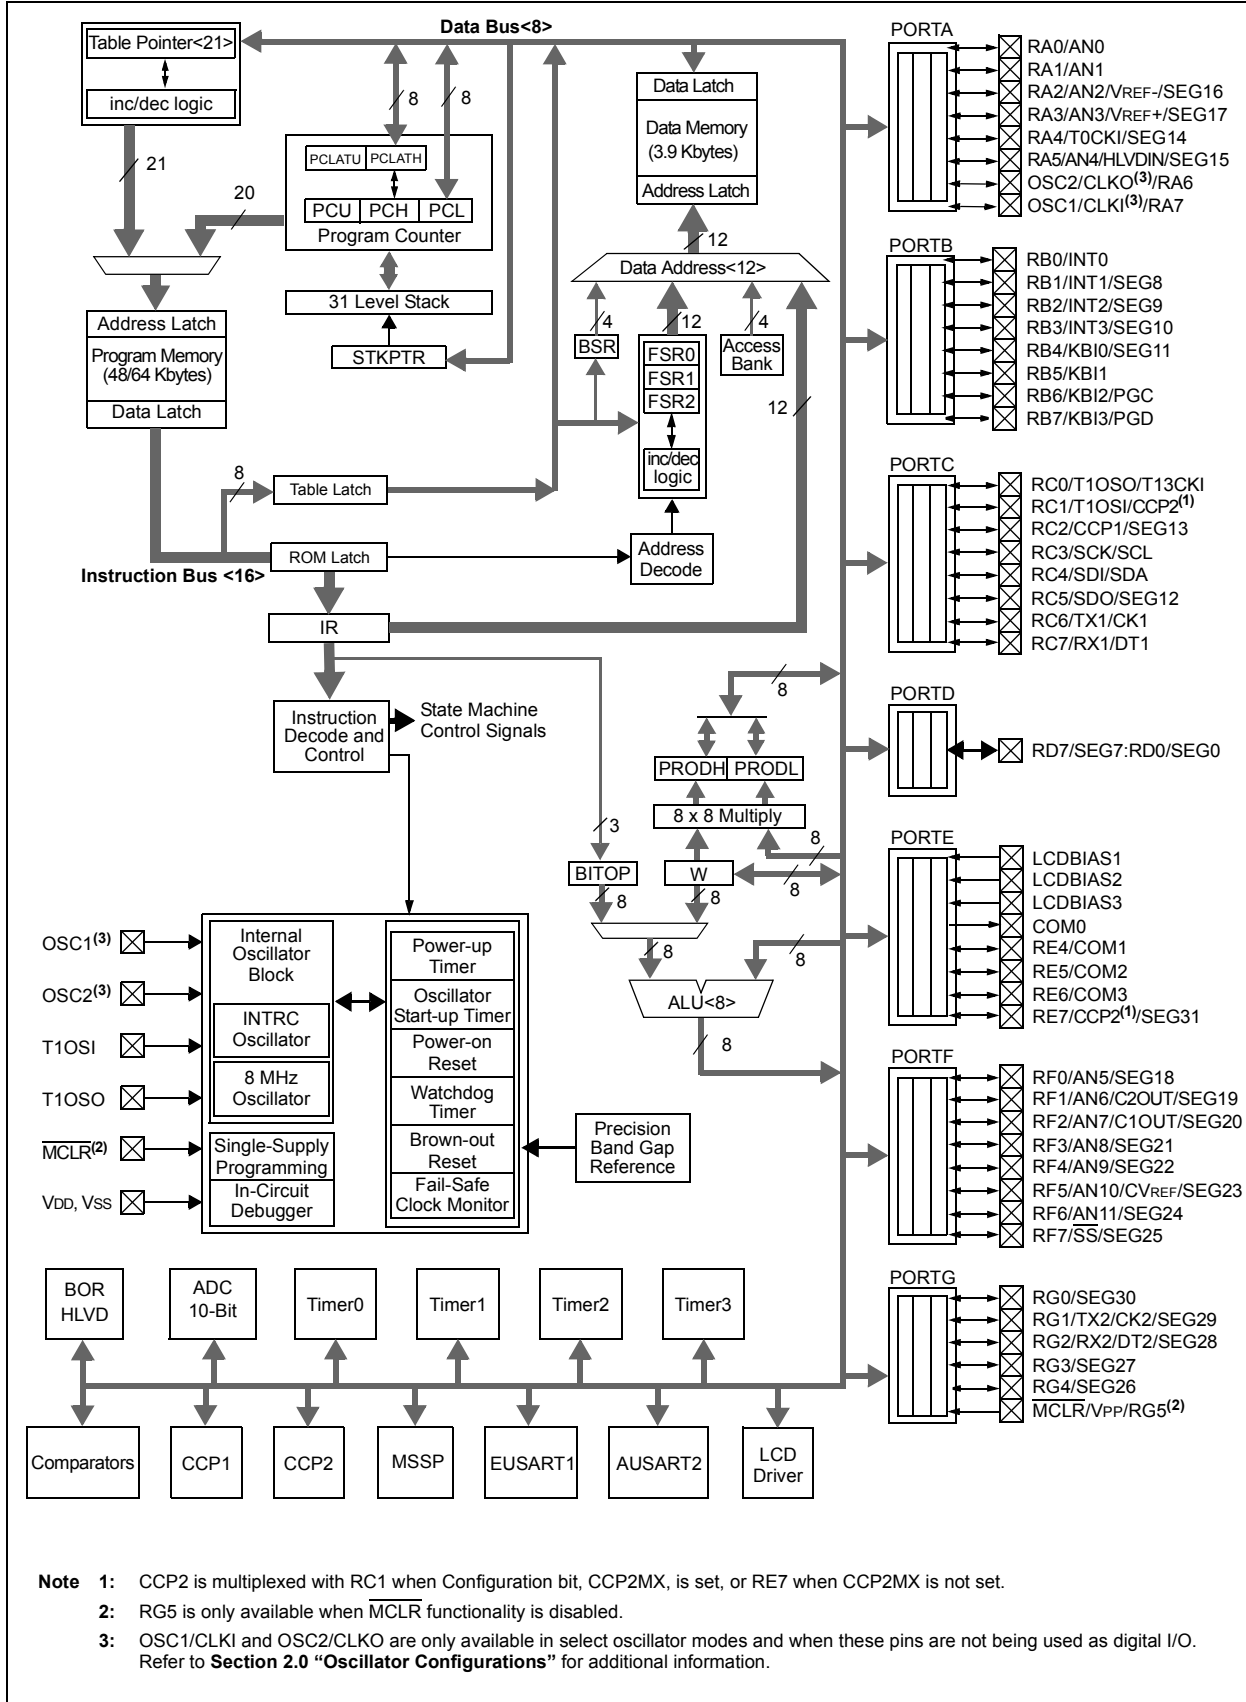 Data Bus<8>
Table Pointer<21>
inc/dec logic
21
20
8
8
PCLATU PCLATH
PCU PCH PCL
Program Counter
31 Level Stack
STKPTR
Data Latch
Data Memory
(3.9 Kbytes)
Address Latch
12
Data Address<12>
4
12
4
BSR
FSR0
FSR1
FSR2
inc/dec
logic
Access
Bank
12
Address Latch
Program Memory
(48/64 Kbytes)
Data Latch
8
Table Latch
ROM Latch
Instruction Bus <16>
Address
Decode
IR
Instruction
Decode and
Control
State Machine
Control Signals
8
PRODH PRODL
8 x 8 Multiply
3
8
BITOP
W
8
8
8
8
8
ALU<8>
8
OSC1(3)
OSC2(3)
T1OSI
T1OSO
MCLR(2)
VDD, VSS
Internal
Oscillator
Block
INTRC
Oscillator
8 MHz
Oscillator
Single-Supply
Programming
In-Circuit
Debugger
Power-up
Timer
Oscillator
Start-up Timer
Power-on
Reset
Watchdog
Timer
Brown-out
Reset
Fail-Safe
Clock Monitor
Precision
Band Gap
Reference
BOR
HLVD
ADC
10-Bit
Timer0
Timer1
Timer2
Timer3
Comparators
CCP1
CCP2
MSSP
EUSART1
AUSART2
LCD
Driver
PORTA
RA0/AN0
RA1/AN1
RA2/AN2/VREF-/SEG16
RA3/AN3/VREF+/SEG17
RA4/T0CKI/SEG14
RA5/AN4/HLVDIN/SEG15
OSC2/CLKO(3)/RA6
OSC1/CLKI(3)/RA7
PORTB
RB0/INT0
RB1/INT1/SEG8
RB2/INT2/SEG9
RB3/INT3/SEG10
RB4/KBI0/SEG11
RB5/KBI1
RB6/KBI2/PGC
RB7/KBI3/PGD
PORTC
RC0/T1OSO/T13CKI
RC1/T1OSI/CCP2(1)
RC2/CCP1/SEG13
RC3/SCK/SCL
RC4/SDI/SDA
RC5/SDO/SEG12
RC6/TX1/CK1
RC7/RX1/DT1
PORTD
RD7/SEG7:RD0/SEG0
PORTE
LCDBIAS1
LCDBIAS2
LCDBIAS3
COM0
RE4/COM1
RE5/COM2
RE6/COM3
RE7/CCP2(1)/SEG31
PORTF
RF0/AN5/SEG18
RF1/AN6/C2OUT/SEG19
RF2/AN7/C1OUT/SEG20
RF3/AN8/SEG21
RF4/AN9/SEG22
RF5/AN10/CVREF/SEG23
RF6/AN11/SEG24
RF7/SS/SEG25
PORTG
RG0/SEG30
RG1/TX2/CK2/SEG29
RG2/RX2/DT2/SEG28
RG3/SEG27
RG4/SEG26
MCLR/VPP/RG5(2)
Note 1: CCP2 is multiplexed with RC1 when Configuration bit, CCP2MX, is set, or RE7 when CCP2MX is not set.
2: RG5 is only available when MCLR functionality is disabled.
3: OSC1/CLKI and OSC2/CLKO are only available in select oscillator modes and when these pins are not being used as digital I/O.
Refer to Section 2.0 “Oscillator Configurations” for additional information.